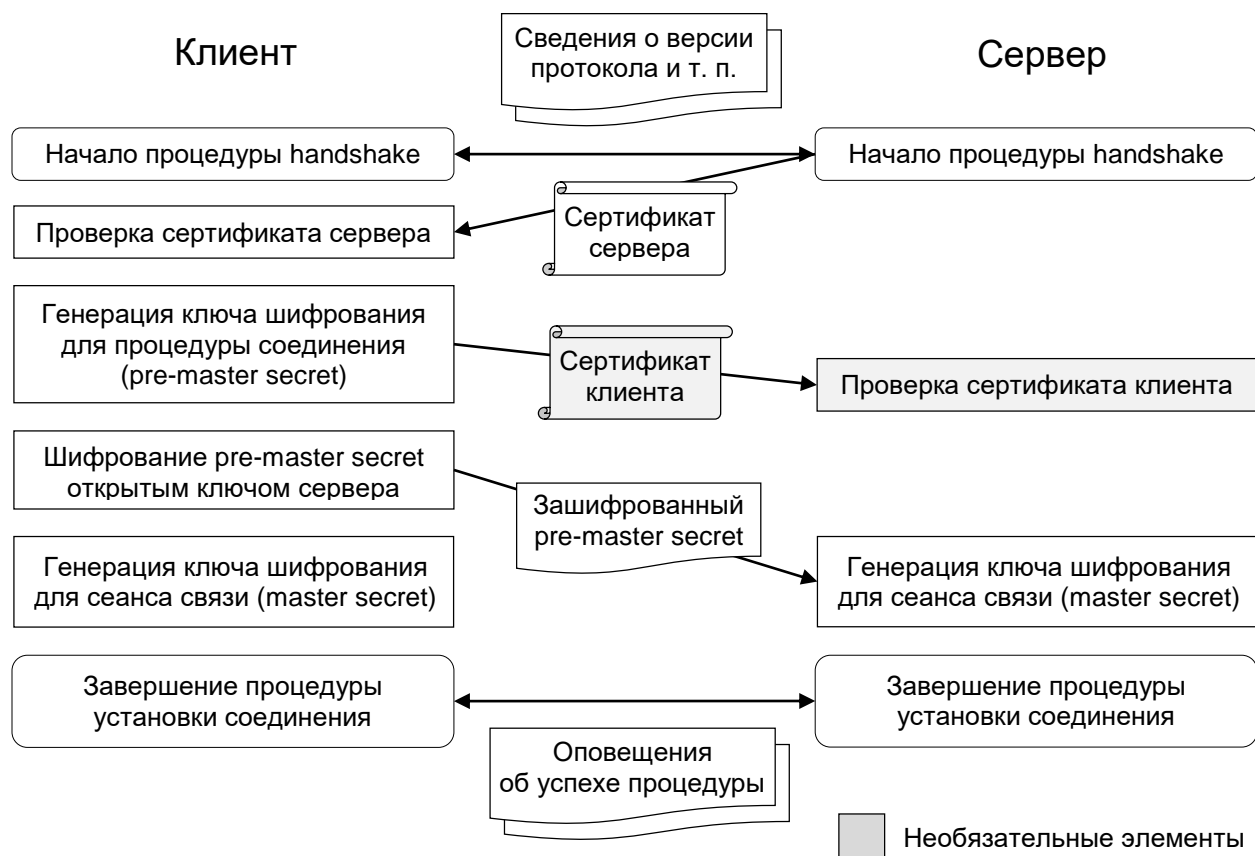 Клиент
Сведения о версии
протокола и т. п.
Сервер
Начало процедуры handshake
Начало процедуры handshake
Сертификат
сервера
Проверка сертификата сервера
Генерация ключа шифрования
для процедуры соединения
(pre-master secret)
Сертификат
клиента
Проверка сертификата клиента
Шифрование pre-master secret
открытым ключом сервера
Зашифрованный
pre-master secret
Генерация ключа шифрования
для сеанса связи (master secret)
Генерация ключа шифрования
для сеанса связи (master secret)
Завершение процедуры
установки соединения
Завершение процедуры
установки соединения
Оповещения
об успехе процедуры
Необязательные элементы